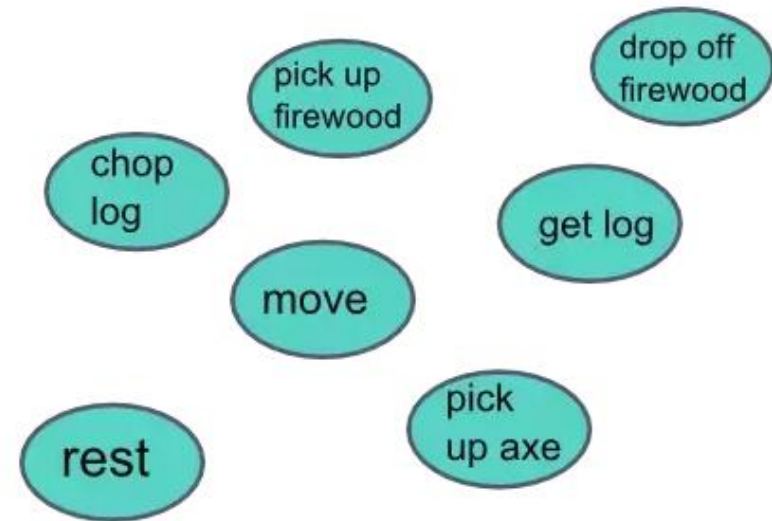 drop off
firewood
pick up
firewood
chop
log
get log
move
pick
up axe
rest